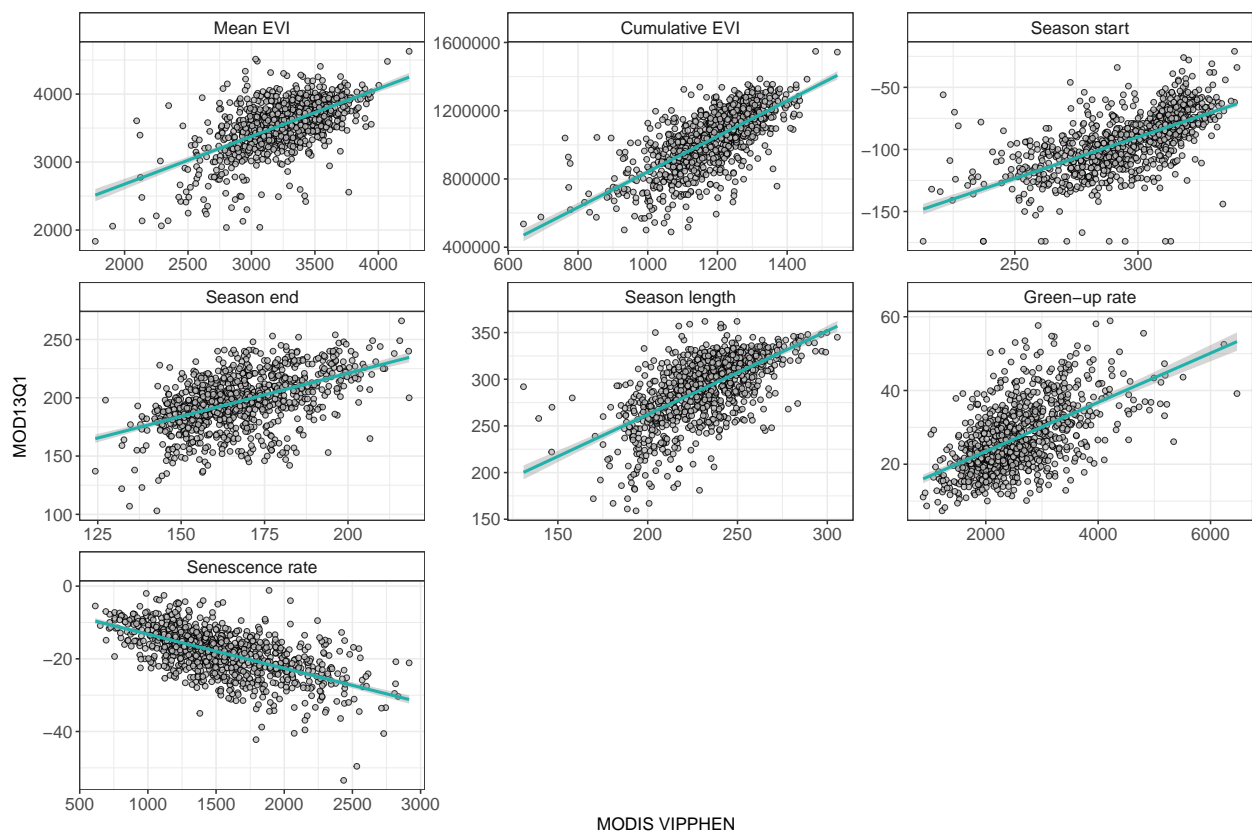 Mean EVI
Cumulative EVI
Season start
4000
3000
2000
2000 2500 3000 3500 4000
1600000
1200000
800000
400000
600 800 1000 1200 1400
−50
−100
−150
250 300
Season end
Season length
Green−up rate
250
200
150
100
125 150 175 200
350
300
250
200
150
150 200 250 300
60
40
20
2000 4000 6000
Senescence rate
0
−20
−40
500 1000 1500 2000 2500 3000
MOD13Q1
MODIS VIPPHEN